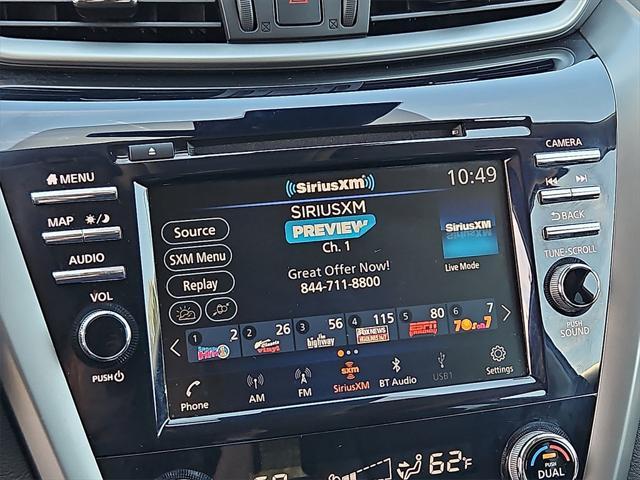 MENU
MAP
AUDIO
VOL
PUSH
SiriusXM
10:49
SIRIUSXM
PREVIEW
Ch. 1
Great Offer Now!
844-711-8800
Source
SXM Menu
Replay
SiriusXM
Live Mode
1 2
2 26
3 56
4 115
5 80
6 7
the highway
FOX NEWS
70s on 7
Phone
AM
FM
sxm
SiriusXM
BT Audio
USB1
Settings
CAMERA
BACK
TUNE·SCROLL
PUSH
SOUND
62°F
PUSH
DUAL